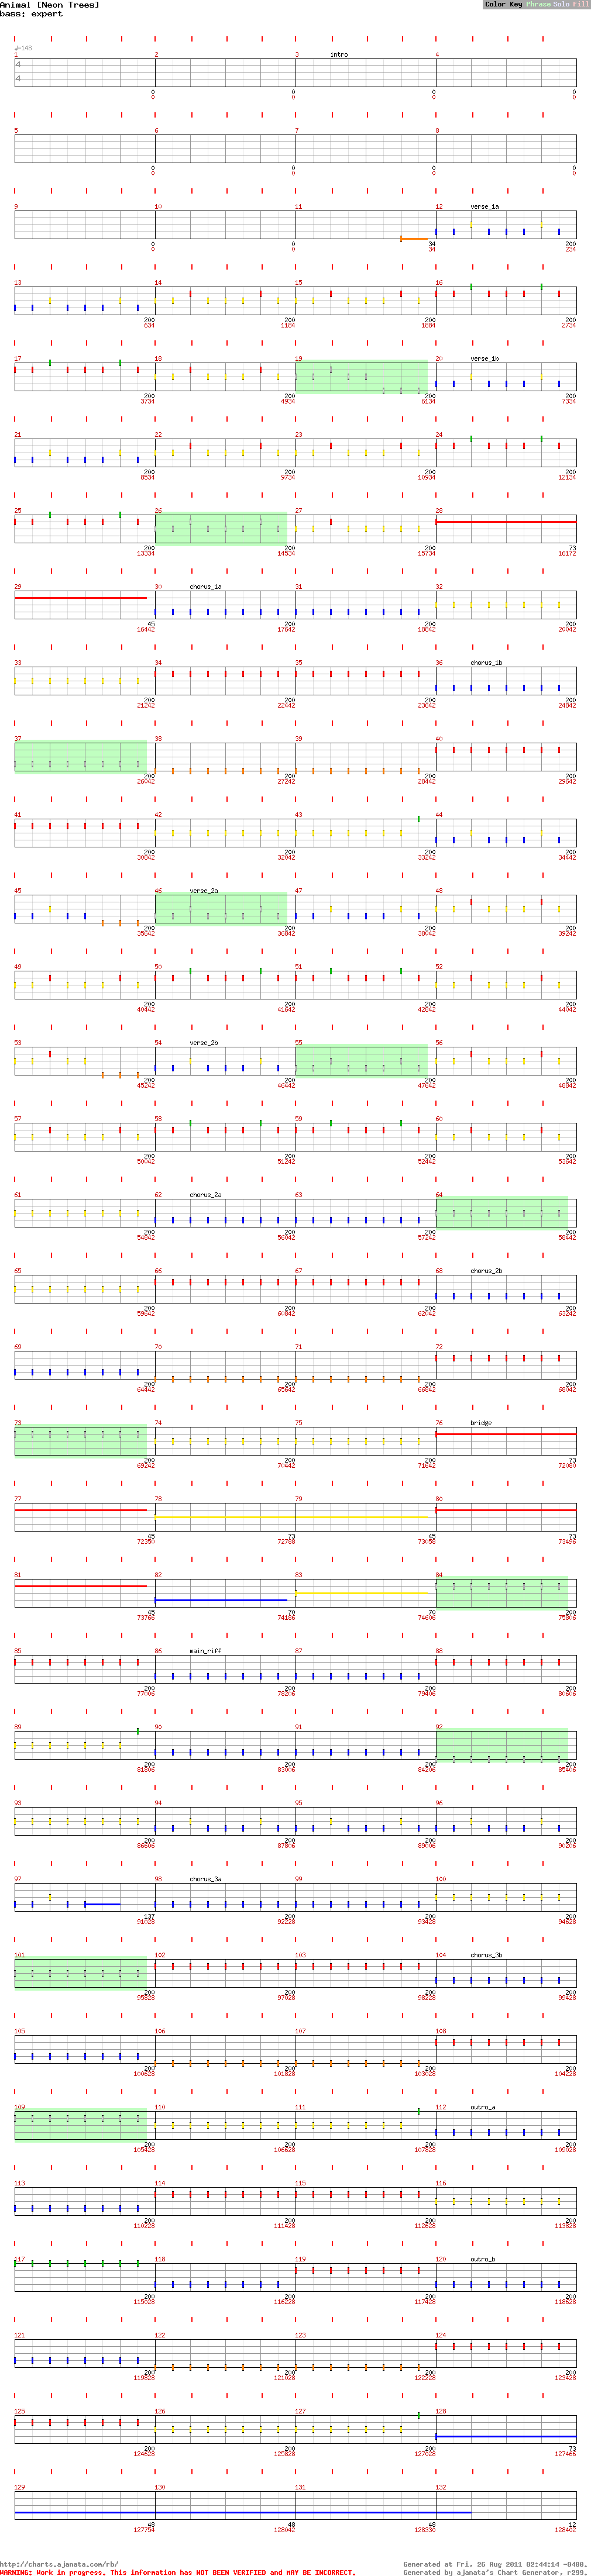 Animal [Neon Trees]
Color Key Phrase Solo Fill
bass: expert
♩=148
1 2 3 intro 4
4
4
0 0 0 0
0 0 0 0
5 6 7 8
0 0 0 0
0 0 0 0
9 10 11 12 verse_1a
0 0 34 200
0 0 34 234
13 14 15 16
200 200 200 200
634 1184 1884 2734
17 18 19 20 verse_1b
200 200 200 200
3734 4934 6134 7334
21 22 23 24
200 200 200 200
8534 9734 10934 12134
25 26 27 28
200 200 200 73
13334 14534 15734 16172
29 30 chorus_1a 31 32
45 200 200 200
16442 17642 18842 20042
33 34 35 36 chorus_1b
200 200 200 200
21242 22442 23642 24842
37 38 39 40
200 200 200 200
26042 27242 28442 29642
41 42 43 44
200 200 200 200
30842 32042 33242 34442
45 46 verse_2a 47 48
200 200 200 200
35642 36842 38042 39242
49 50 51 52
200 200 200 200
40442 41642 42842 44042
53 54 verse_2b 55 56
200 200 200 200
45242 46442 47642 48842
57 58 59 60
200 200 200 200
50042 51242 52442 53642
61 62 chorus_2a 63 64
200 200 200 200
54842 56042 57242 58442
65 66 67 68 chorus_2b
200 200 200 200
59642 60842 62042 63242
69 70 71 72
200 200 200 200
64442 65642 66842 68042
73 74 75 76 bridge
200 200 200 73
69242 70442 71642 72080
77 78 79 80
45 73 45 73
72350 72788 73058 73496
81 82 83 84
45 70 70 200
73766 74186 74606 75806
85 86 main_riff 87 88
200 200 200 200
77006 78206 79406 80606
89 90 91 92
200 200 200 200
81806 83006 84206 85406
93 94 95 96
200 200 200 200
86606 87806 89006 90206
97 98 chorus_3a 99 100
137 200 200 200
91028 92228 93428 94628
101 102 103 104 chorus_3b
200 200 200 200
95828 97028 98228 99428
105 106 107 108
200 200 200 200
100628 101828 103028 104228
109 110 111 112 outro_a
200 200 200 200
105428 106628 107828 109028
113 114 115 116
200 200 200 200
110228 111428 112628 113828
117 118 119 120 outro_b
200 200 200 200
115028 116228 117428 118628
121 122 123 124
200 200 200 200
119828 121028 122228 123428
125 126 127 128
200 200 200 73
124628 125828 127028 127466
129 130 131 132
48 48 48 12
127754 128042 128330 128402
http://charts.ajanata.com/rb/
Generated at Fri, 26 Aug 2011 02:44:14 -0400.
WARNING: Work in progress. This information has NOT BEEN VERIFIED and MAY BE INCORRECT.
Generated by ajanata's Chart Generator, r299.